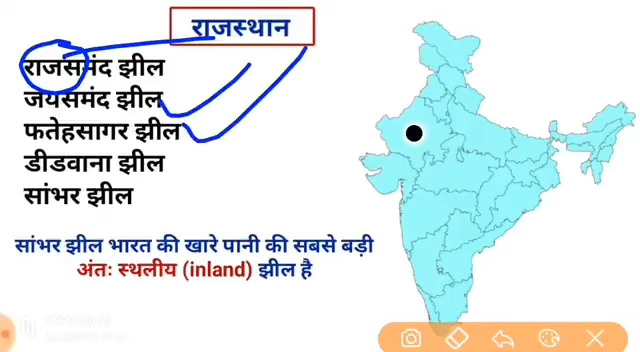 राजस्थान
राजसमंद झील
जयसमंद झील
फतेहसागर झील
डीडवाना झील
सांभर झील
सांभर झील भारत की खारे पानी की सबसे बड़ी
अंतः स्थलीय (inland) झील है